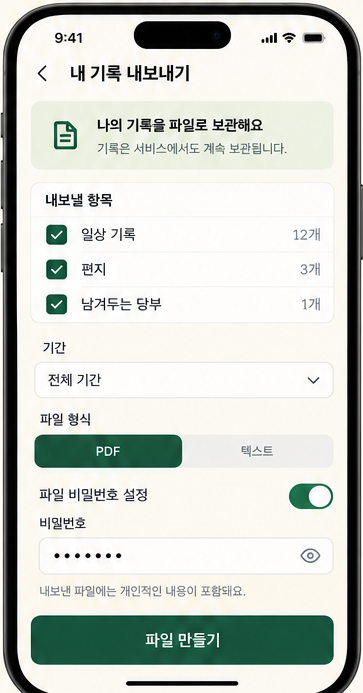 9:41
내 기록 내보내기
나의 기록을 파일로 보관해요
기록은 서비스에서도 계속 보관됩니다.
내보낼 항목
일상 기록 12개
편지 3개
남겨두는 당부 1개
기간
전체 기간
파일 형식
PDF 텍스트
파일 비밀번호 설정
비밀번호
•••••••
내보낸 파일에는 개인적인 내용이 포함돼요.
파일 만들기